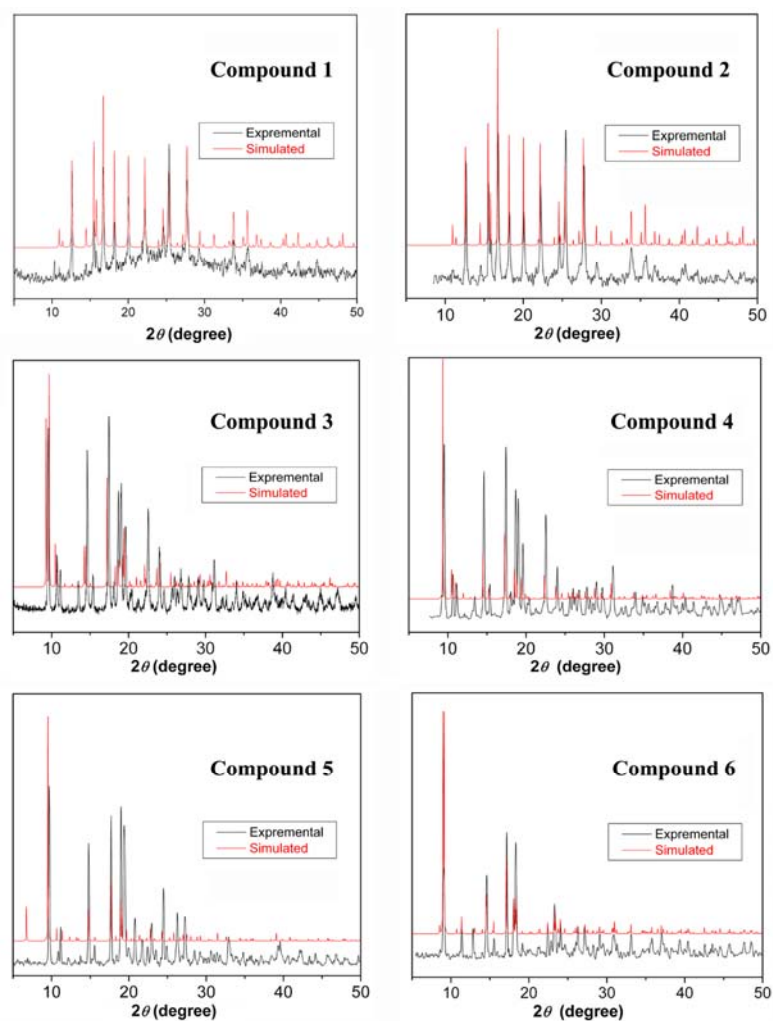 Compound 1
Expremental
Simulated
5 10 20 30 40 50
2θ (degree)
Compound 2
Expremental
Simulated
10 20 30 40 50
2θ (degree)
Compound 3
Expremental
Simulated
5 10 20 30 40 50
2θ (degree)
Compound 4
Expremental
Simulated
10 20 30 40 50
2θ (degree)
Compound 5
Expremental
Simulated
5 10 20 30 40 50
2θ (degree)
Compound 6
Expremental
Simulated
10 20 30 40 50
2θ (degree)